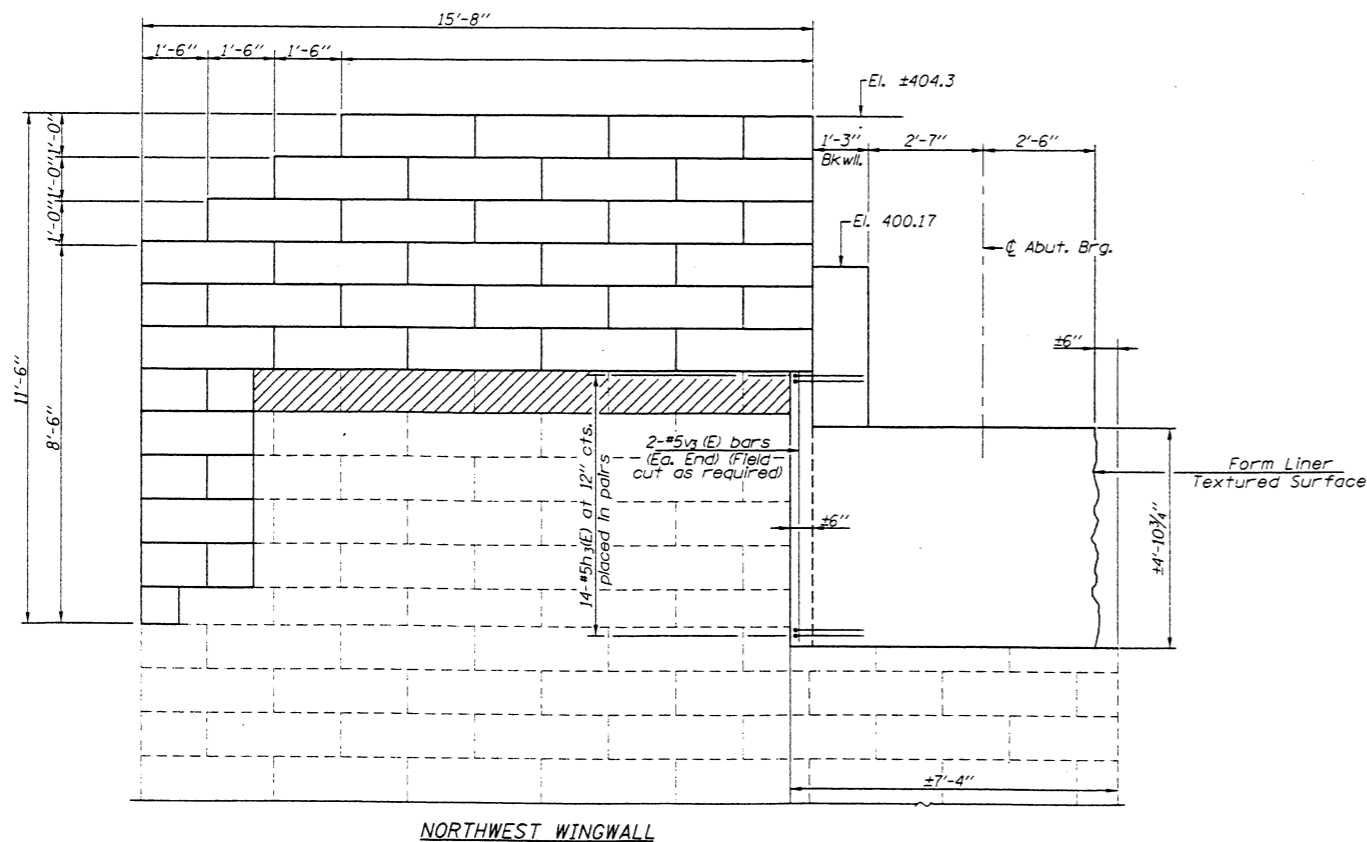 15'-8"
1'-6" 1'-6" 1'-6"
El. ±404.3
1'-0"
1'-0"
1'-0"
1'-3" 2'-7" 2'-6"
Bkwll.
El. 400.17
℄ Abut. Brg.
±6"
11'-6"
8'-6"
2-#5v3(E) bars
(Ea. End) (Field
cut as required)
14-#5h3(E) at 12" cts.
placed in pairs
±6"
Form Liner
Textured Surface
±4'-10¾"
±7'-4"
NORTHWEST WINGWALL